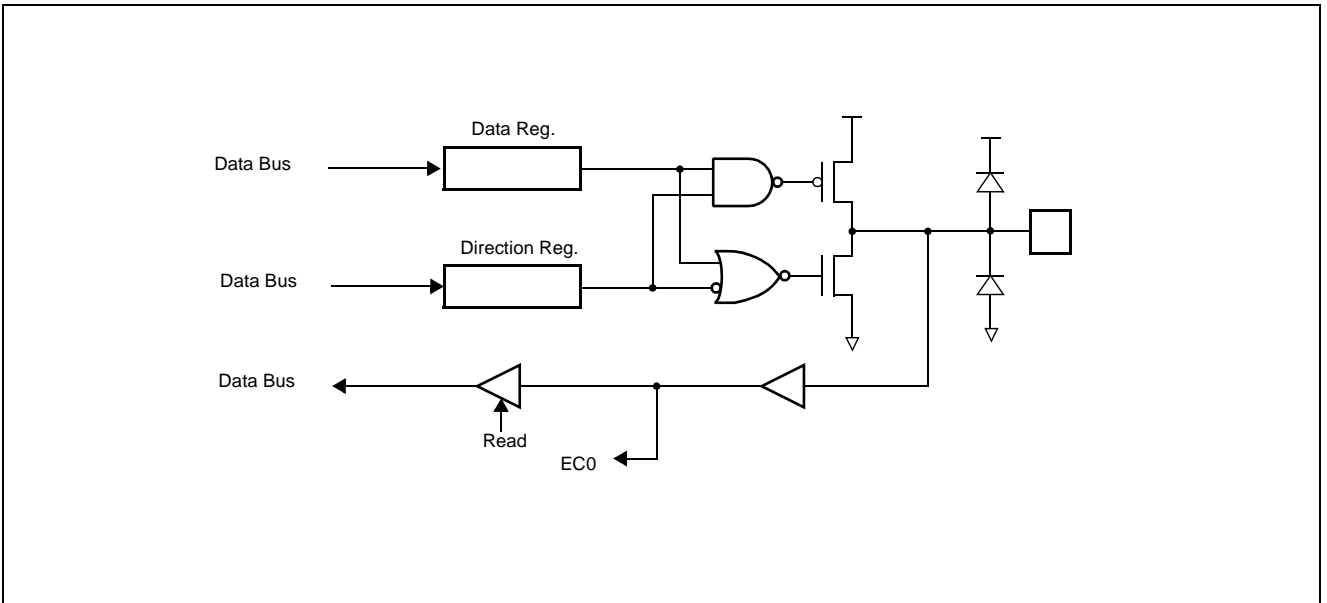 Data Reg.
Data Bus
Direction Reg.
Data Bus
Data Bus
Read
EC0